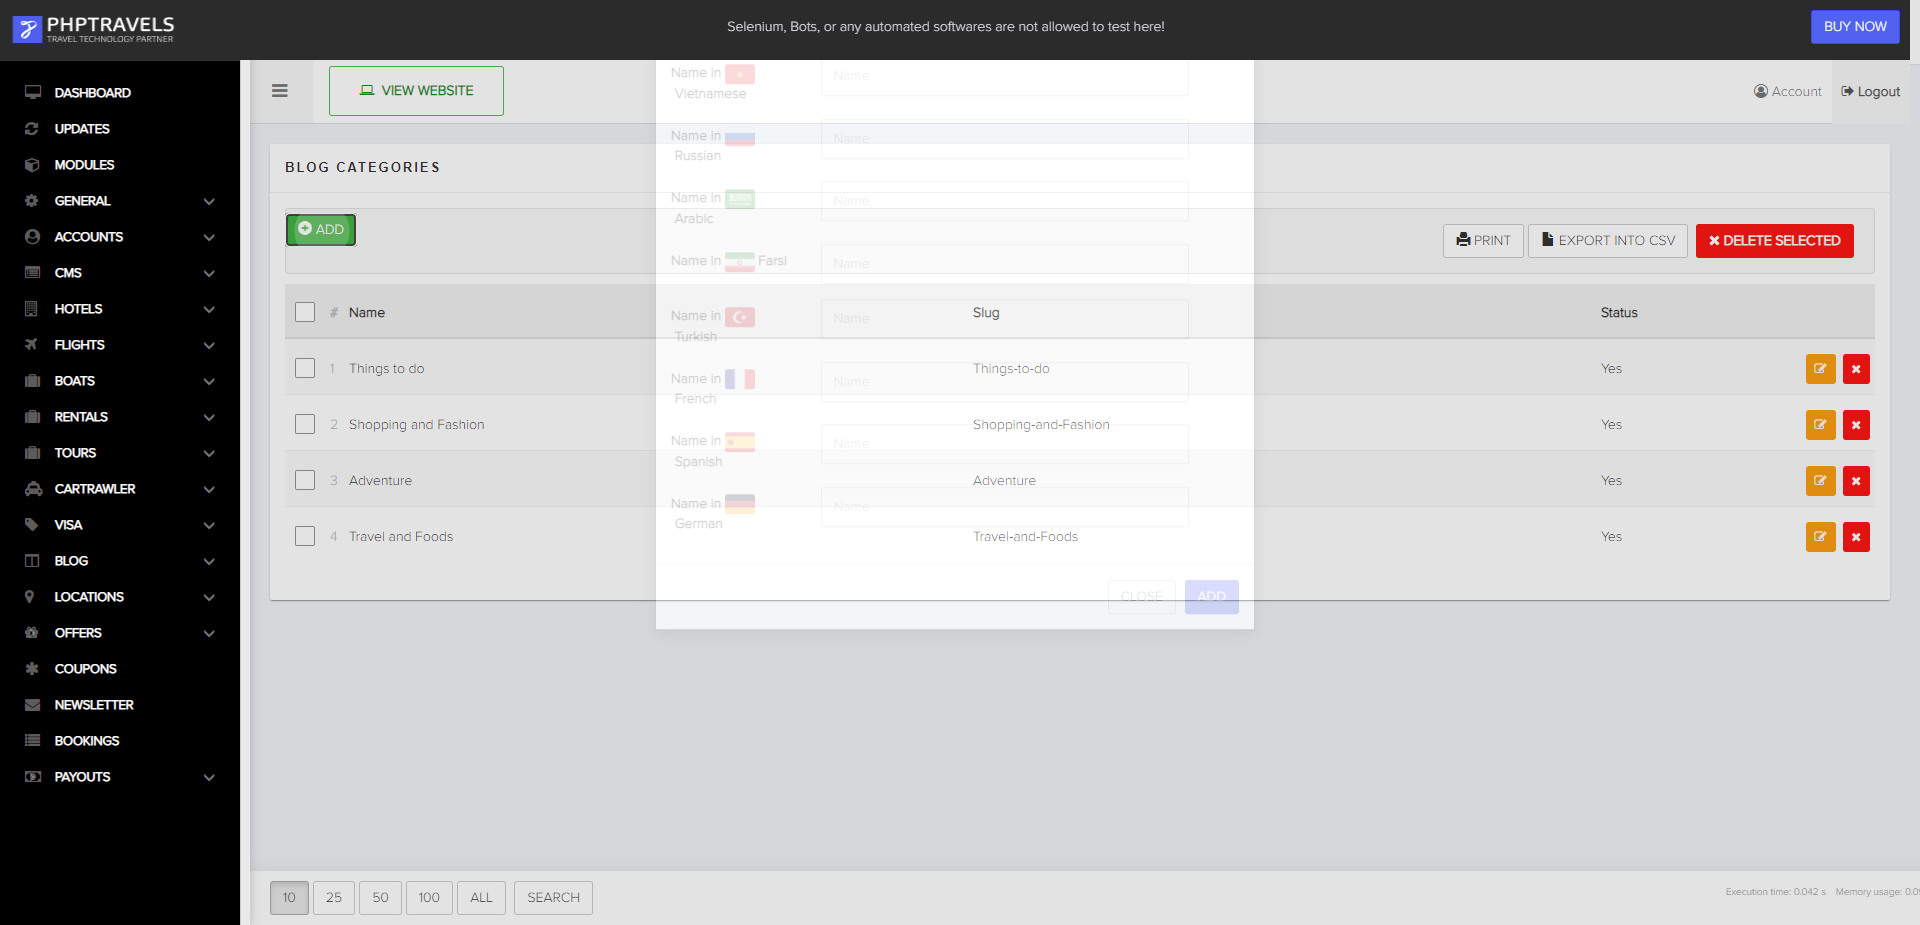 PHPTRAVELS
TRAVEL TECHNOLOGY PARTNER
Selenium, Bots, or any automated softwares are not allowed to test here!
BUY NOW
DASHBOARD
UPDATES
MODULES
GENERAL
ACCOUNTS
CMS
HOTELS
FLIGHTS
BOATS
RENTALS
TOURS
CARTRAWLER
VISA
BLOG
LOCATIONS
OFFERS
COUPONS
NEWSLETTER
BOOKINGS
PAYOUTS
VIEW WEBSITE
Account
Logout
BLOG CATEGORIES
ADD
PRINT
EXPORT INTO CSV
DELETE SELECTED
# Name Slug Status
1 Things to do Things-to-do Yes
2 Shopping and Fashion Shopping-and-Fashion Yes
3 Adventure Adventure Yes
4 Travel and Foods Travel-and-Foods Yes
Name in Vietnamese
Name
Name in Russian
Name
Name in Arabic
Name
Name in Farsi
Name
Name in Turkish
Name
Name in French
Name
Name in Spanish
Name
Name in German
Name
CLOSE
ADD
10 25 50 100 ALL SEARCH
Execution time: 0.042 s Memory usage: